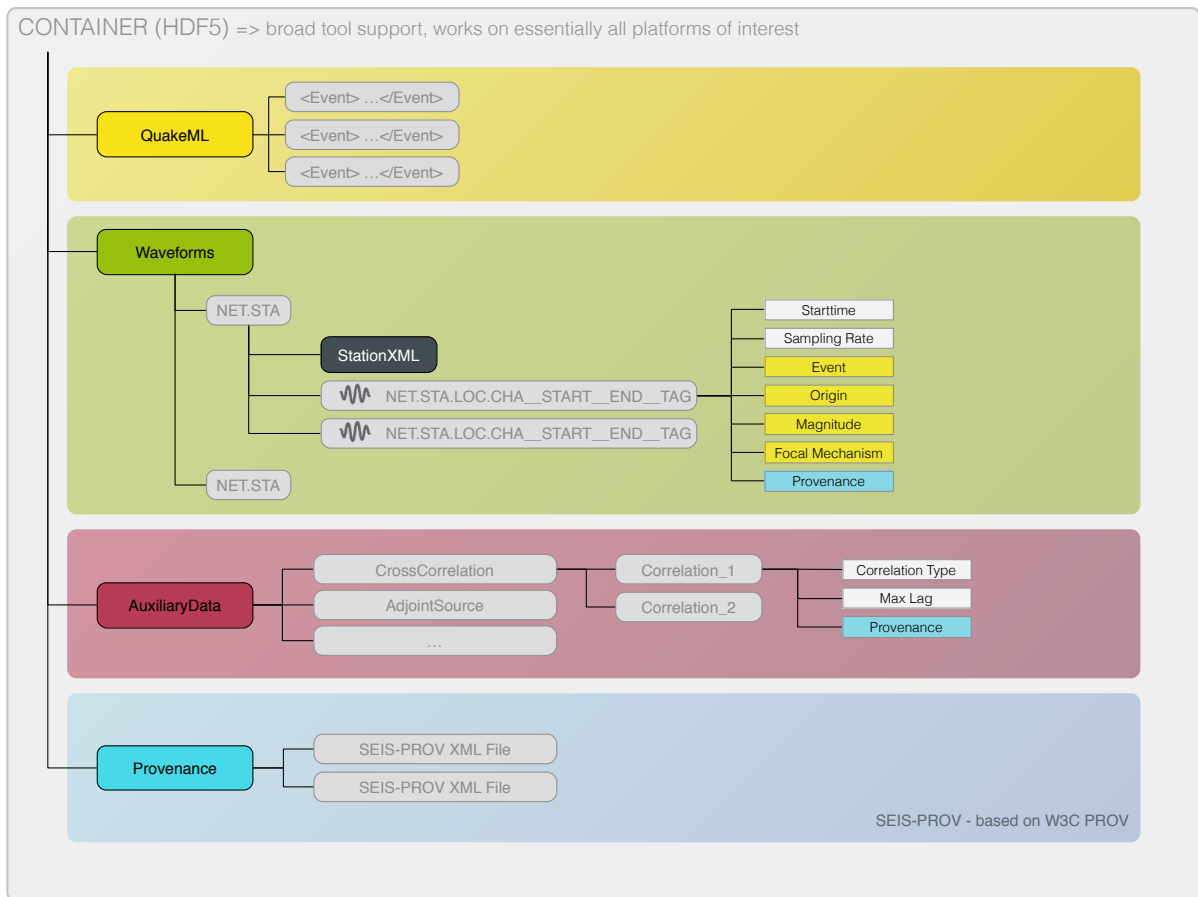 CONTAINER (HDF5) => broad tool support, works on essentially all platforms of interest
QuakeML
<Event> ...</Event>
<Event> ...</Event>
<Event> ...</Event>
Waveforms
NET.STA
StationXML
NET.STA.LOC.CHA__START__END__TAG
NET.STA.LOC.CHA__START__END__TAG
NET.STA
Starttime
Sampling Rate
Event
Origin
Magnitude
Focal Mechanism
Provenance
AuxiliaryData
CrossCorrelation
AdjointSource
...
Correlation_1
Correlation_2
Correlation Type
Max Lag
Provenance
Provenance
SEIS-PROV XML File
SEIS-PROV XML File
SEIS-PROV - based on W3C PROV